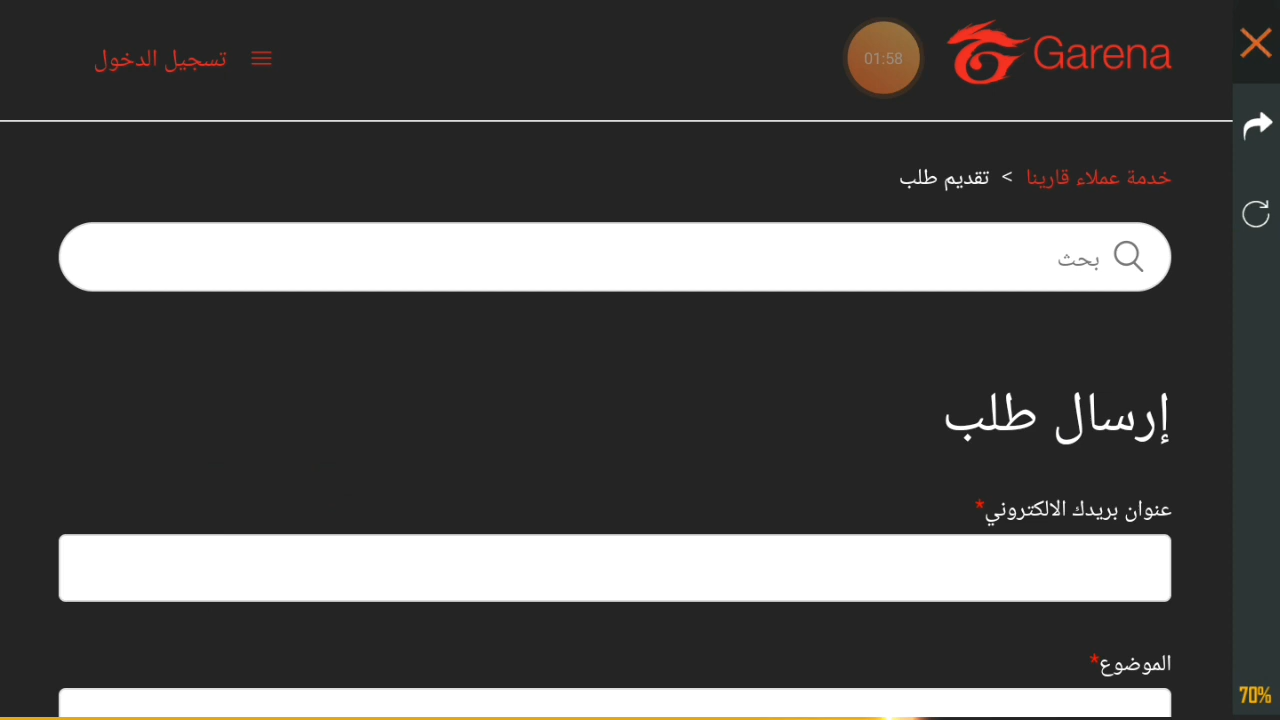 Garena
01:58
تسجيل الدخول
خدمة عملاء قارينا > تقديم طلب
بحث
إرسال طلب
عنوان بريدك الالكتروني*
الموضوع*
70%